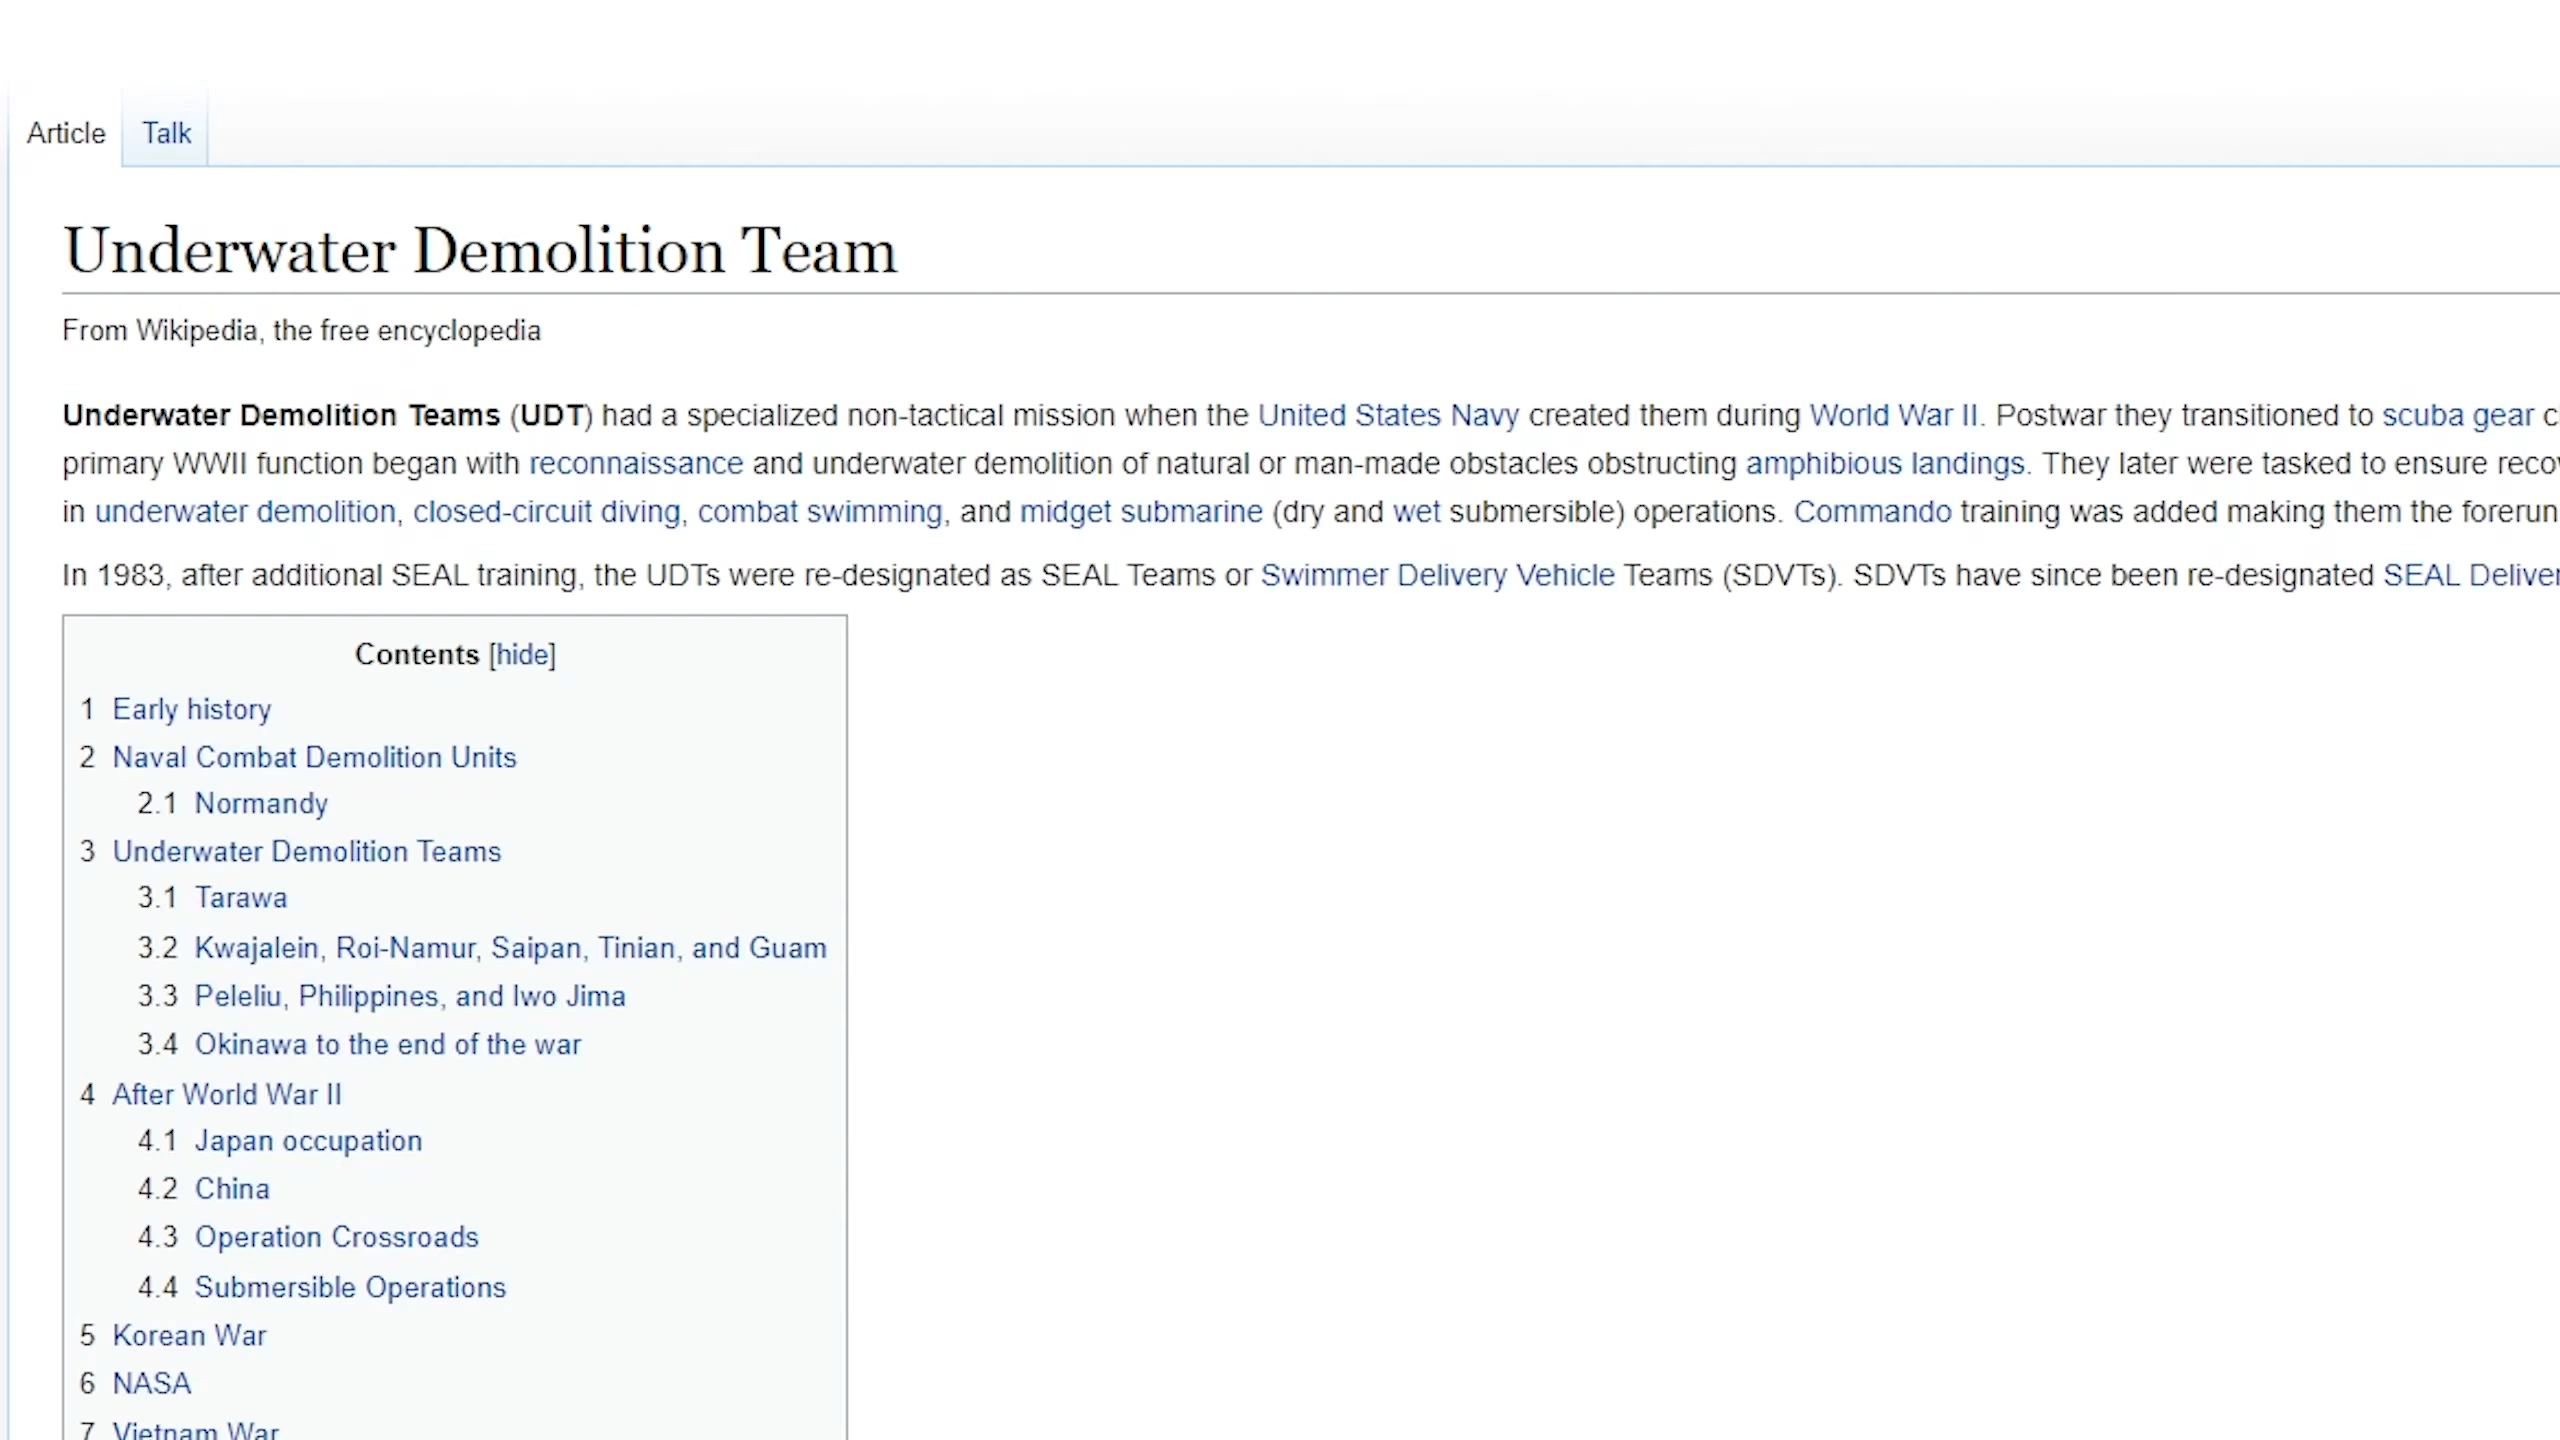 Article Talk
Underwater Demolition Team
From Wikipedia, the free encyclopedia
Underwater Demolition Teams (UDT) had a specialized non-tactical mission when the United States Navy created them during World War II. Postwar they transitioned to scuba gear
primary WWII function began with reconnaissance and underwater demolition of natural or man-made obstacles obstructing amphibious landings. They later were tasked to ensure
in underwater demolition, closed-circuit diving, combat swimming, and midget submarine (dry and wet submersible) operations. Commando training was added making them the
In 1983, after additional SEAL training, the UDTs were re-designated as SEAL Teams or Swimmer Delivery Vehicle Teams (SDVTs). SDVTs have since been re-designated SEAL
Contents [hide]
1 Early history
2 Naval Combat Demolition Units
2.1 Normandy
3 Underwater Demolition Teams
3.1 Tarawa
3.2 Kwajalein, Roi-Namur, Saipan, Tinian, and Guam
3.3 Peleliu, Philippines, and Iwo Jima
3.4 Okinawa to the end of the war
4 After World War II
4.1 Japan occupation
4.2 China
4.3 Operation Crossroads
4.4 Submersible Operations
5 Korean War
6 NASA
7 Vietnam War